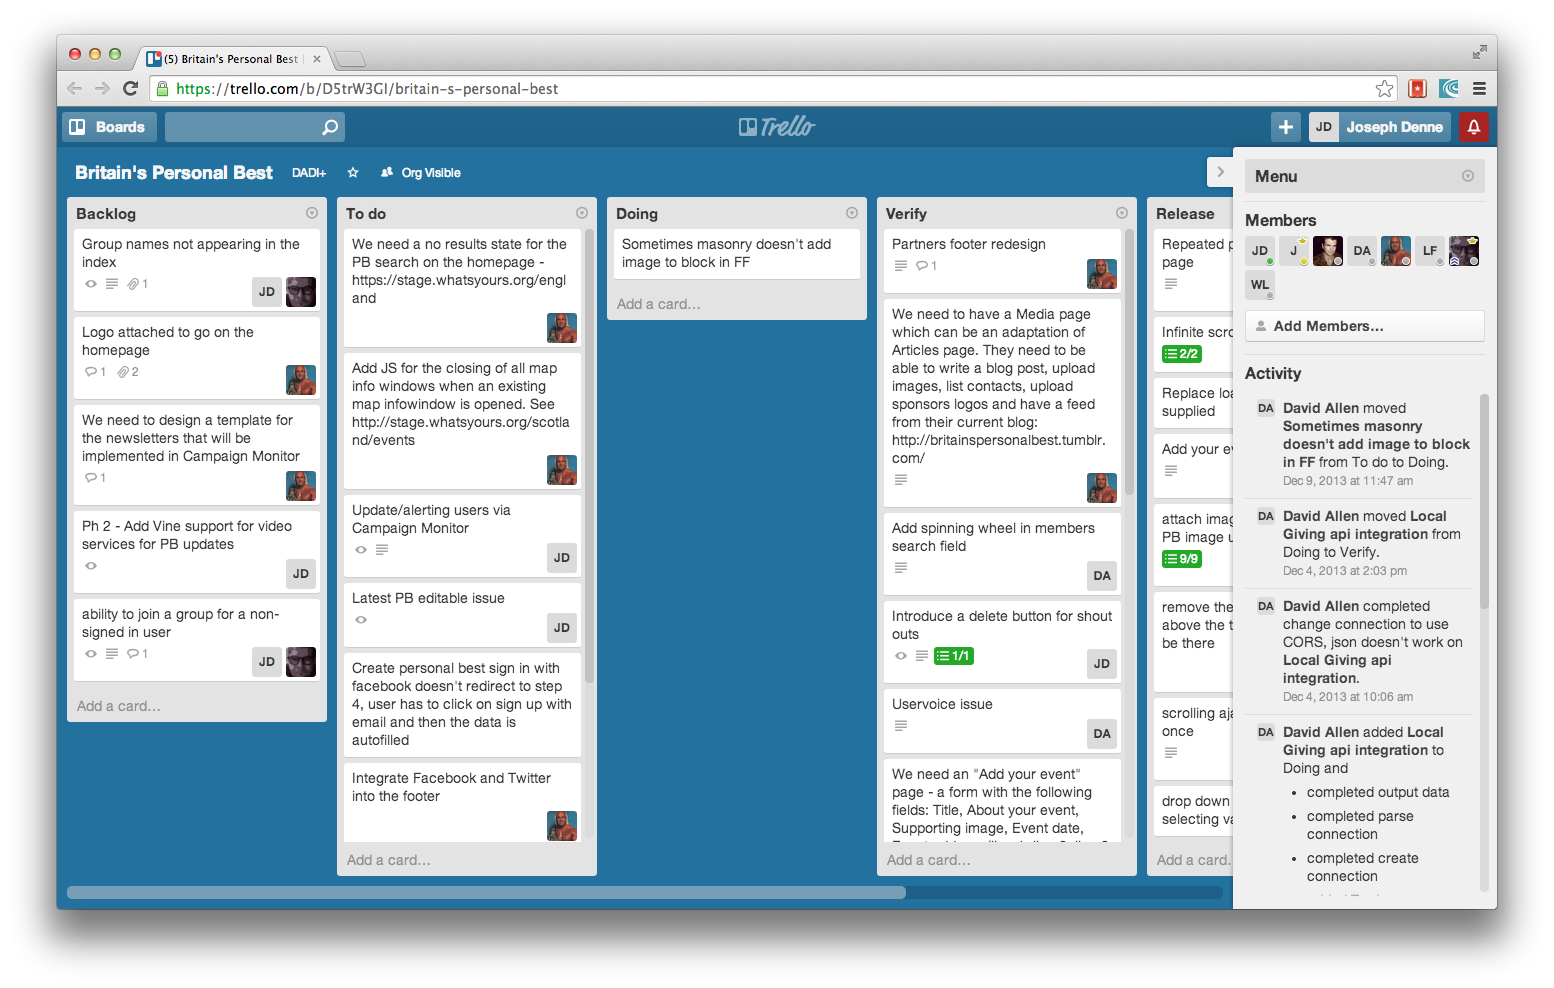 (5) Britain's Personal Best
https://trello.com/b/D5trW3GI/britain-s-personal-best
Boards
Trello
JD Joseph Denne
Britain's Personal Best DADI+ Org Visible
Backlog
Group names not appearing in the
index
1
JD
Logo attached to go on the
homepage
1 2
We need to design a template for
the newsletters that will be
implemented in Campaign Monitor
1
Ph 2 - Add Vine support for video
services for PB updates
JD
ability to join a group for a non-
signed in user
1
JD
Add a card...
To do
We need a no results state for the
PB search on the homepage -
https://stage.whatsyours.org/engl
and
Add JS for the closing of all map
info windows when an existing
map infowindow is opened. See
http://stage.whatsyours.org/scotla
nd/events
Update/alerting users via
Campaign Monitor
JD
Latest PB editable issue
JD
Create personal best sign in with
facebook doesn't redirect to step
4, user has to click on sign up with
email and then the data is
autofilled
Integrate Facebook and Twitter
into the footer
Add a card...
Doing
Sometimes masonry doesn't add
image to block in FF
Add a card...
Verify
Partners footer redesign
1
We need to have a Media page
which can be an adaptation of
Articles page. They need to be
able to write a blog post, upload
images, list contacts, upload
sponsors logos and have a feed
from their current blog:
http://britainspersonalbest.tumblr.
com/
Add spinning wheel in members
search field
DA
Introduce a delete button for shout
outs
1/1
JD
Uservoice issue
DA
We need an "Add your event"
page - a form with the following
fields: Title, About your event,
Supporting image, Event date,
Add a card...
Release
Repeated
page
Infinite
2/2
Replace
supplied
Add your
attach
PB image
9/9
remove the
above the
be there
scrolling
once
drop down
selecting
Add a card...
Menu
Members
JD J DA LF
WL
Add Members...
Activity
DA David Allen moved
Sometimes masonry
doesn't add image to block
in FF from To do to Doing.
Dec 9, 2013 at 11:47 am
DA David Allen moved Local
Giving api integration from
Doing to Verify.
Dec 4, 2013 at 2:03 pm
DA David Allen completed
change connection to use
CORS, json doesn't work on
Local Giving api
integration.
Dec 4, 2013 at 10:06 am
DA David Allen added Local
Giving api integration to
Doing and
• completed output data
• completed parse
connection
• completed create
connection